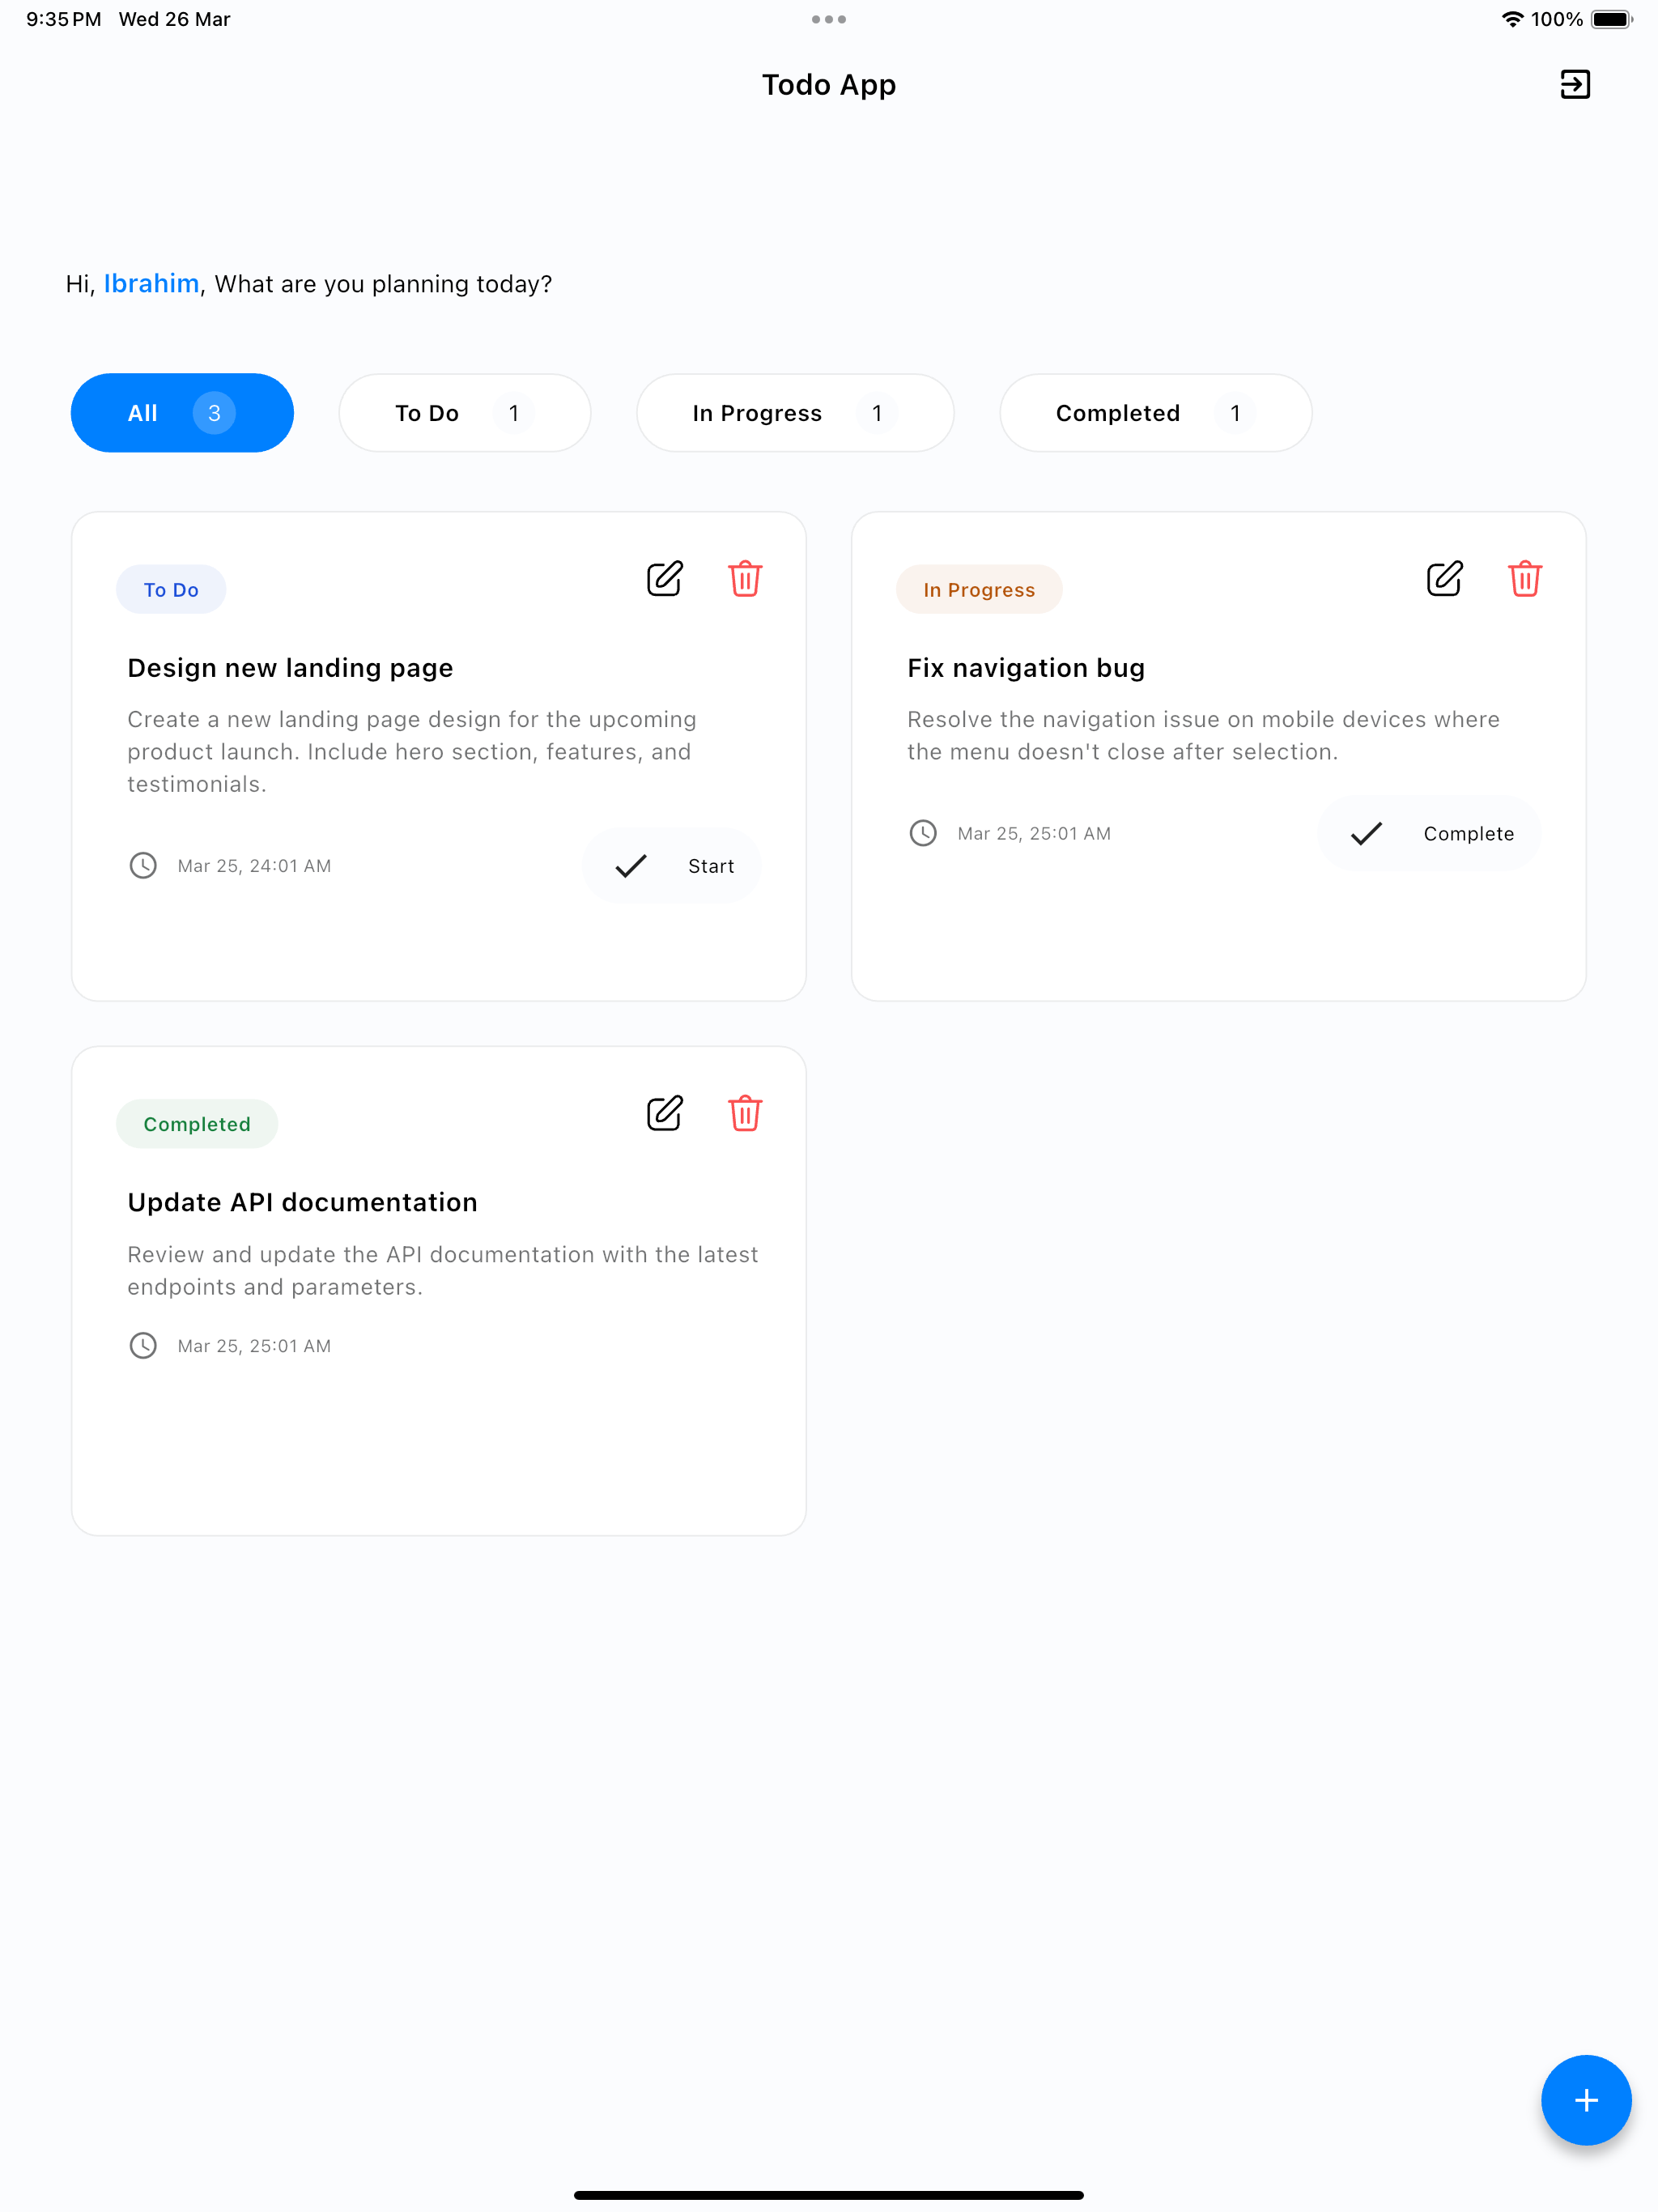 9:35 PM Wed 26 Mar
100%
Todo App
Hi, Ibrahim, What are you planning today?
All 3
To Do 1
In Progress 1
Completed 1
To Do
Design new landing page
Create a new landing page design for the upcoming
product launch. Include hero section, features, and
testimonials.
Mar 25, 24:01 AM
Start
In Progress
Fix navigation bug
Resolve the navigation issue on mobile devices where
the menu doesn't close after selection.
Mar 25, 25:01 AM
Complete
Completed
Update API documentation
Review and update the API documentation with the latest
endpoints and parameters.
Mar 25, 25:01 AM